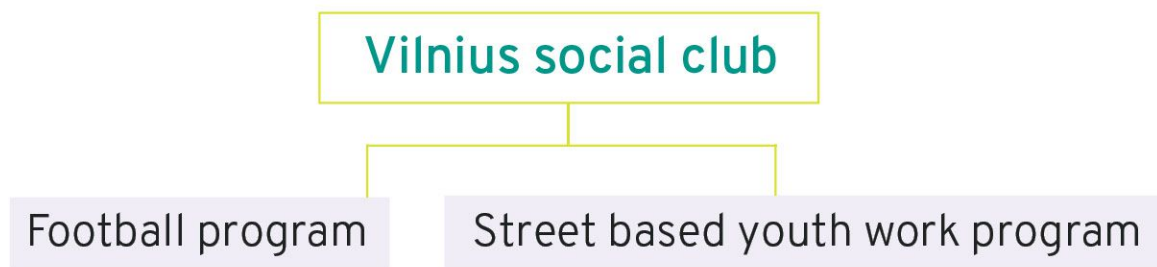 Vilnius social club
Football program
Street based youth work program